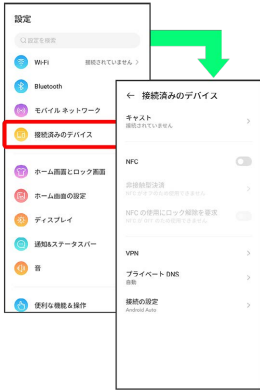 設定
設定を検索
Wi-Fi 接続されていません
Bluetooth
モバイル ネットワーク
接続済みのデバイス
ホーム画面とロック画面
ホーム画面の設定
ディスプレイ
通知&ステータスバー
音
便利な機能 & 操作
← 接続済みのデバイス
キャスト
接続されていません
NFC
非接触型決済
NFC の使用にロック解除を要求
VPN
プライベート DNS
自動
接続の設定
Android Auto